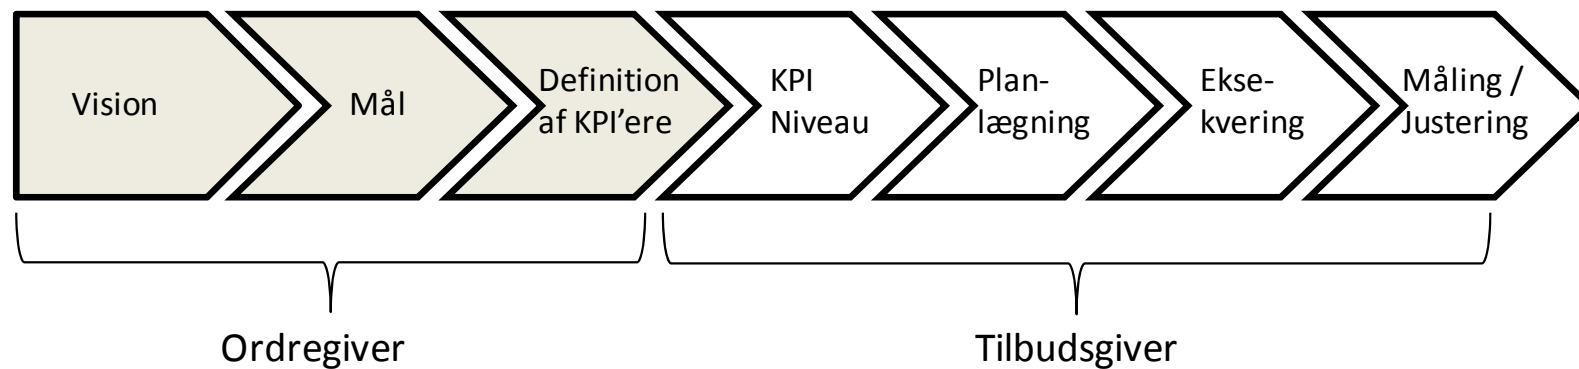 Vision
Mål
Definition
af KPI’ere
KPI
Niveau
Plan-
lægning
Ekse-
kvering
Måling /
Justering
Ordregiver
Tilbudsgiver